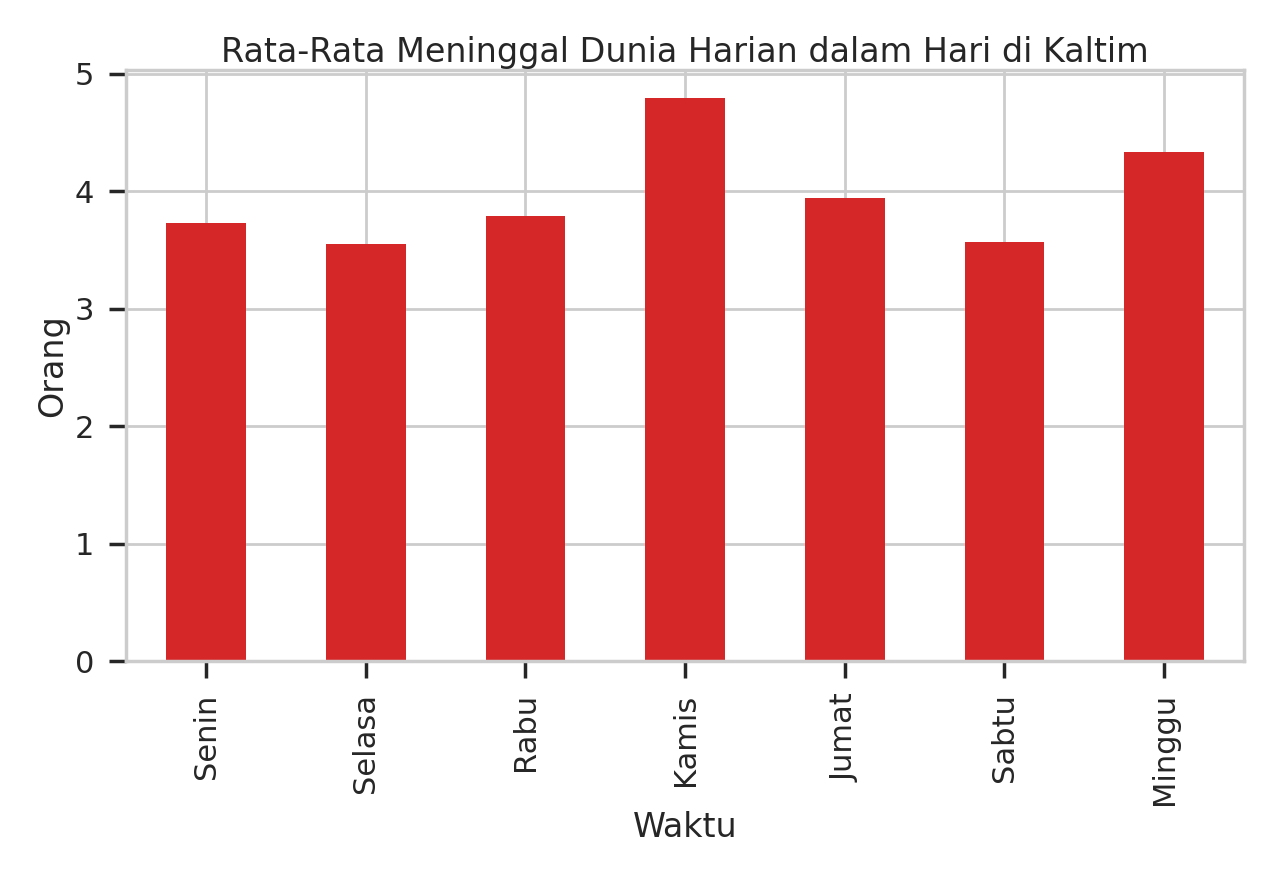 Rata-Rata Meninggal Dunia Harian dalam Hari di Kaltim
5
4
3
2
1
0
Orang
Senin
Selasa
Rabu
Kamis
Jumat
Sabtu
Minggu
Waktu